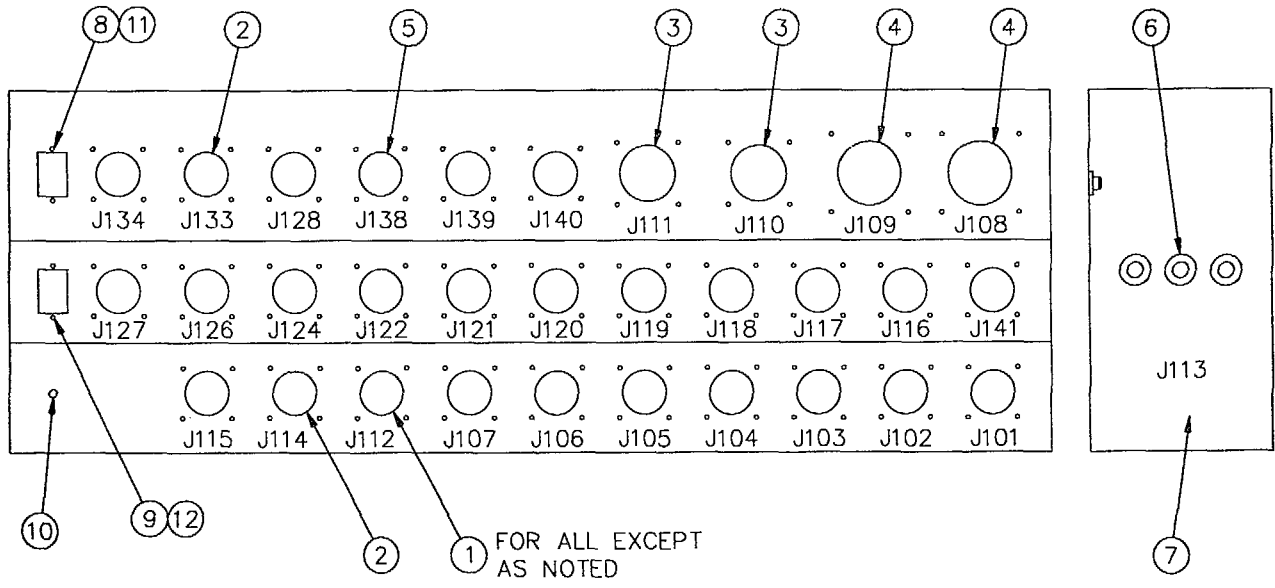 8 11 2 5 3 3 4 4 6
J134 J133 J128 J138 J139 J140 J111 J110 J109 J108
J127 J126 J124 J122 J121 J120 J119 J118 J117 J116 J141
J113
J115 J114 J112 J107 J106 J105 J104 J103 J102 J101
10 9 12 2 1 FOR ALL EXCEPT 7
AS NOTED